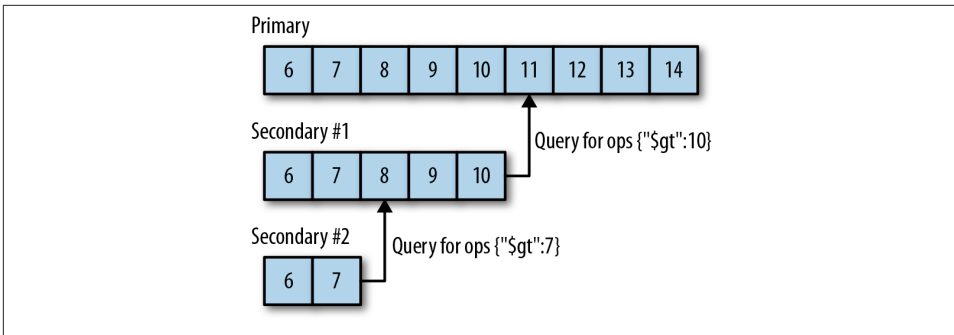 Primary
6 7 8 9 10 11 12 13 14
Secondary #1
Query for ops {"$gt":10}
6 7 8 9 10
Secondary #2
Query for ops {"$gt":7}
6 7